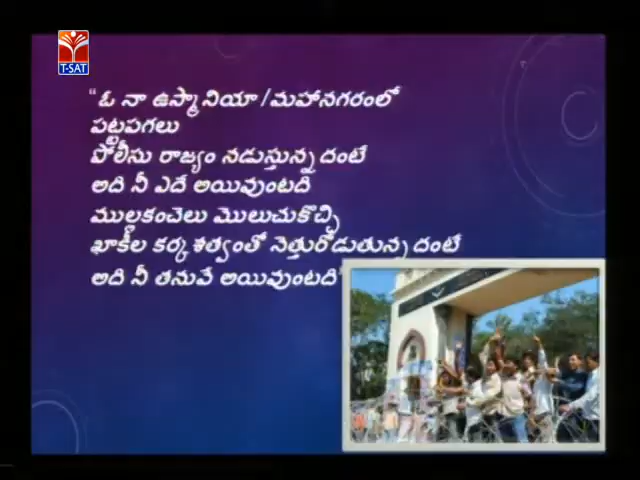 T-SAT
"ఓ నా ఉస్మానియా /మహానగరంలో
పట్టపగలు
పోలీసు రాజ్యం నడుస్తున్నదంటే
అది నీ ఎదే అయివుంటది
ముల్లకంచెలు మొలుచుకొచ్చి
ఖాకీల కర్కశత్వంతో నెత్తురోడుతున్నదంటే
అది నీ తనువే అయివుంటది"